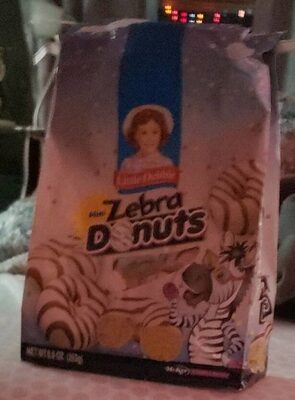 Little Debbie
Mini
Zebra
Donuts
NET WT